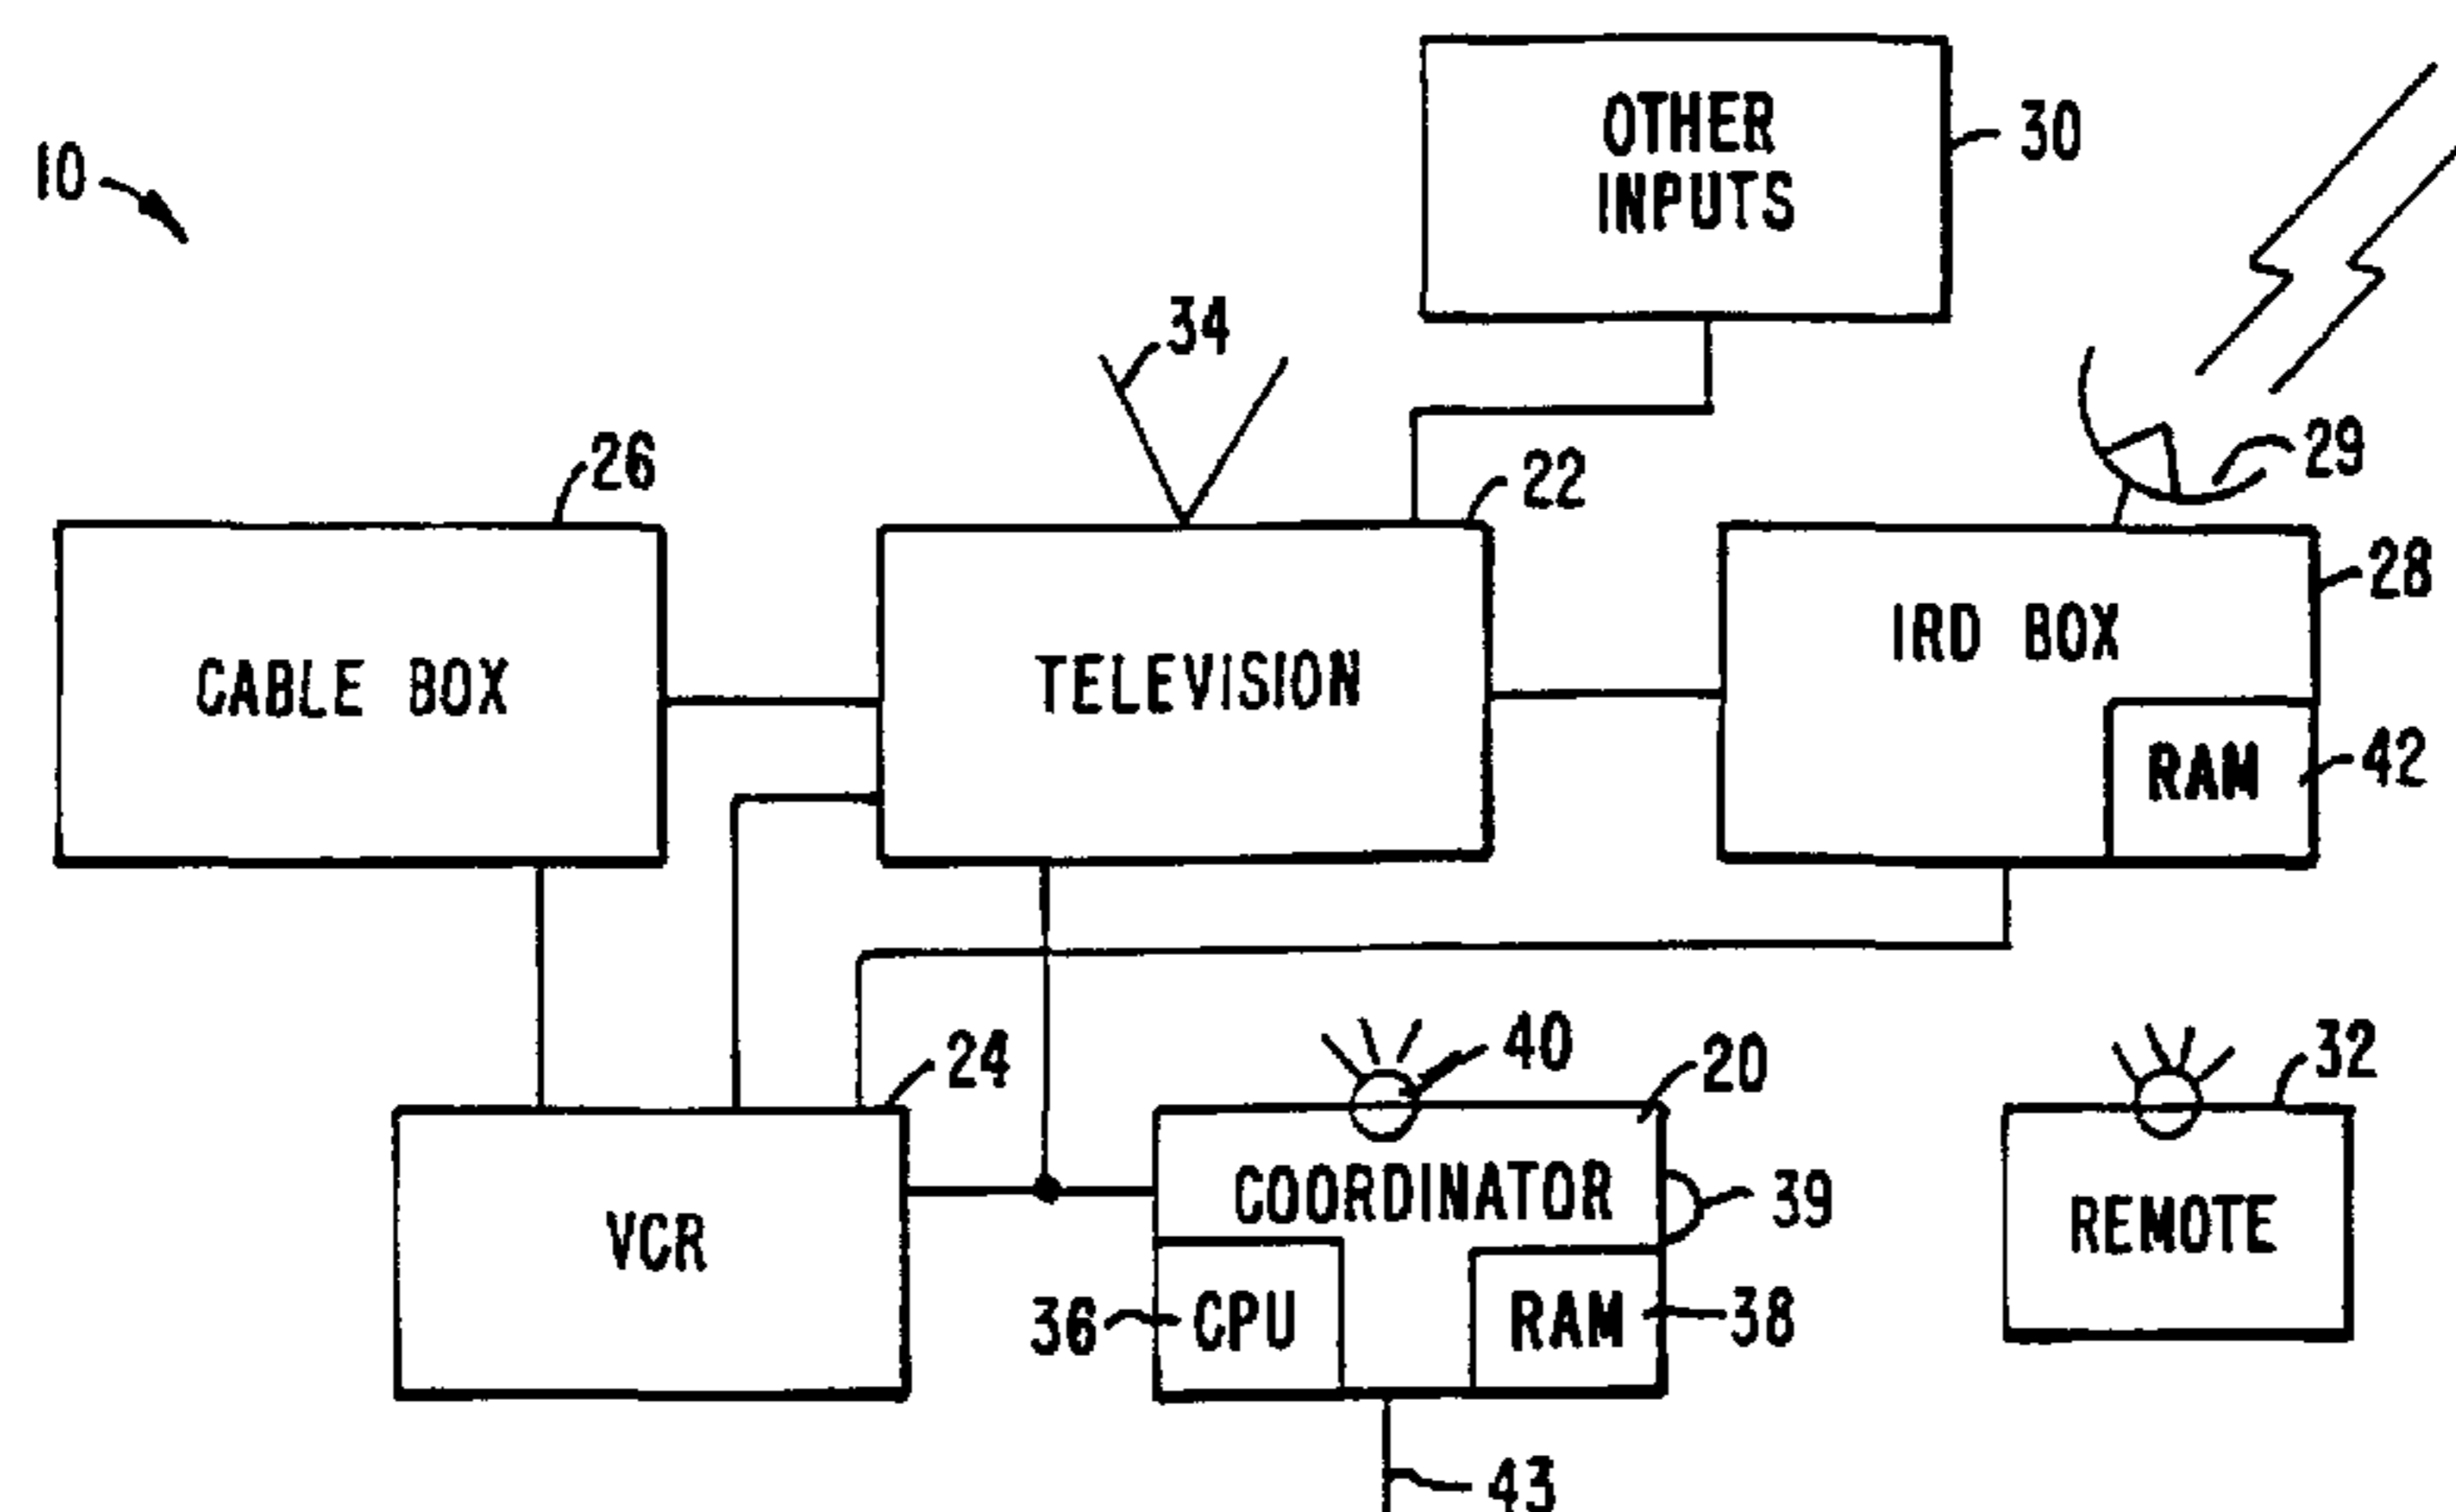 OTHER
INPUTS
30
10
34
26
22
29
28
CABLE BOX
TELEVISION
IRD BOX
RAM
42
24
40
20
32
COORDINATOR
39
VCR
REMOTE
36
CPU
RAM
38
43